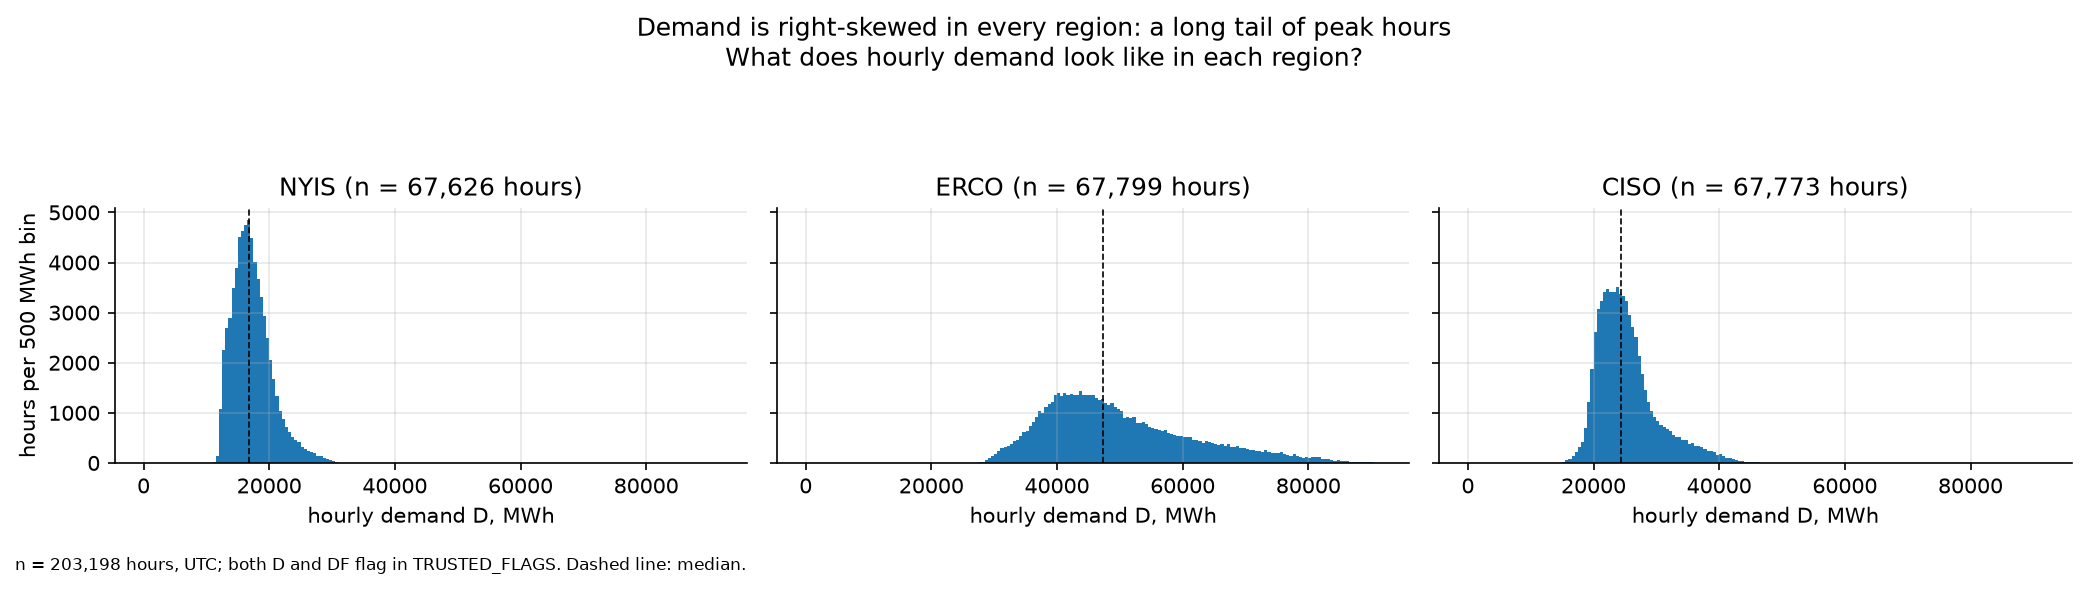 Demand is right-skewed in every region: a long tail of peak hours
What does hourly demand look like in each region?
NYIS (n = 67,626 hours)
ERCO (n = 67,799 hours)
CISO (n = 67,773 hours)
hours per 500 MWh bin
5000
4000
3000
2000
1000
0
0 20000 40000 60000 80000
0 20000 40000 60000 80000
0 20000 40000 60000 80000
hourly demand D, MWh
hourly demand D, MWh
hourly demand D, MWh
n = 203,198 hours, UTC; both D and DF flag in TRUSTED_FLAGS. Dashed line: median.